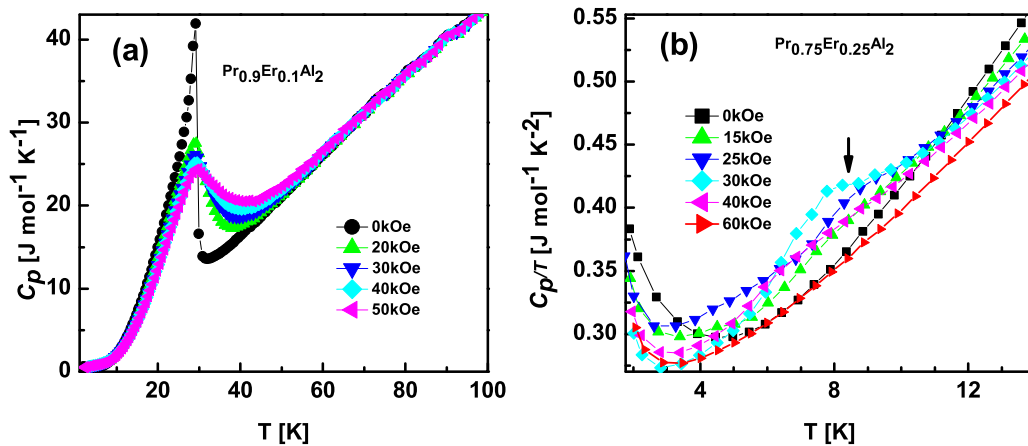 (a)
Pr0.9Er0.1Al2
Cp [J mol-1 K-1]
40
30
20
10
0
0kOe
20kOe
30kOe
40kOe
50kOe
20
40
60
80
100
T [K]
(b)
Pr0.75Er0.25Al2
Cp/T [J mol-1 K-2]
0.55
0.50
0.45
0.40
0.35
0.30
0kOe
15kOe
25kOe
30kOe
40kOe
60kOe
4
8
12
T [K]